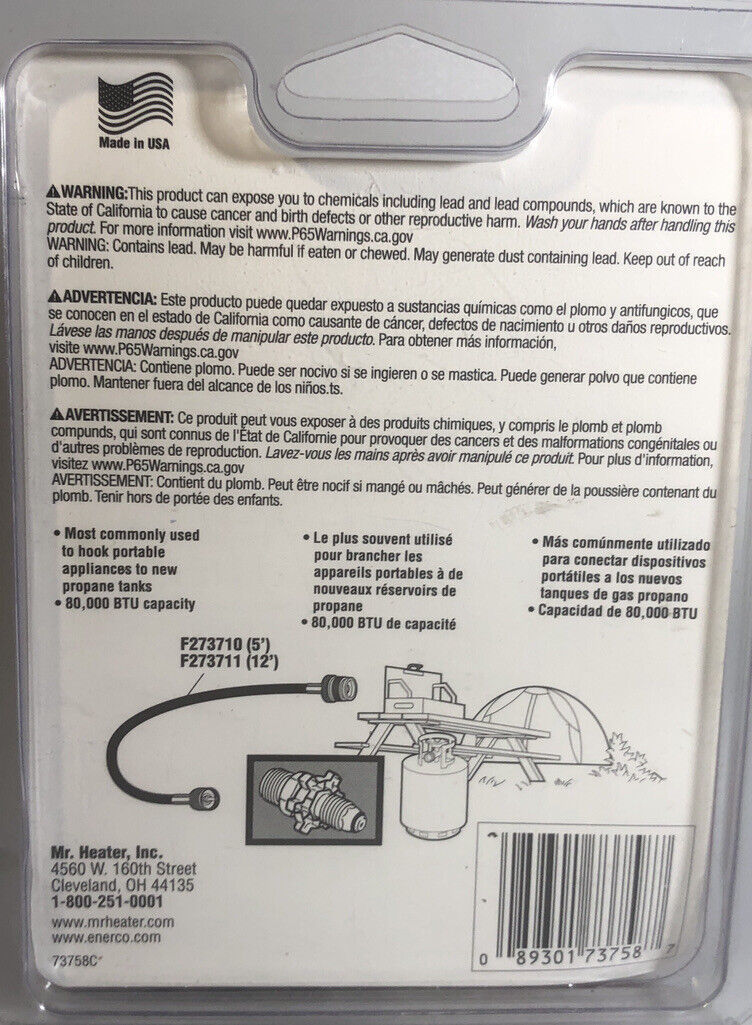 Made in USA
⚠WARNING:This product can expose you to chemicals including lead and lead compounds, which are known to the
State of California to cause cancer and birth defects or other reproductive harm. Wash your hands after handling this
product. For more information visit www.P65Warnings.ca.gov
WARNING: Contains lead. May be harmful if eaten or chewed. May generate dust containing lead. Keep out of reach
of children.
⚠ADVERTENCIA: Este producto puede quedar expuesto a sustancias químicas como el plomo y antifungicos, que
se conocen en el estado de California como causante de cáncer, defectos de nacimiento u otros daños reproductivos.
Lávese las manos después de manipular este producto. Para obtener más información,
visite www.P65Warnings.ca.gov
ADVERTENCIA: Contiene plomo. Puede ser nocivo si se ingieren o se mastica. Puede generar polvo que contiene
plomo. Mantener fuera del alcance de los niños.ts.
⚠AVERTISSEMENT: Ce produit peut vous exposer à des produits chimiques, y compris le plomb et plomb
compunds, qui sont connus de l'État de Californie pour provoquer des cancers et des malformations congénitales ou
d'autres problèmes de reproduction. Lavez-vous les mains après avoir manipulé ce produit. Pour plus d'information,
visitez www.P65Warnings.ca.gov
AVERTISSEMENT: Contient du plomb. Peut être nocif si mangé ou mâchés. Peut générer de la poussière contenant du
plomb. Tenir hors de portée des enfants.
• Most commonly used
to hook portable
appliances to new
propane tanks
• 80,000 BTU capacity
• Le plus souvent utilisé
pour brancher les
appareils portables à de
nouveaux réservoirs de
propane
• 80,000 BTU de capacité
• Más comúnmente utilizado
para conectar dispositivos
portátiles a los nuevos
tanques de gas propano
• Capacidad de 80,000 BTU
F273710 (5')
F273711 (12')
Mr. Heater, Inc.
4560 W. 160th Street
Cleveland, OH 44135
1-800-251-0001
www.mrheater.com
www.enerco.com
73758C
0 89301 73758 7